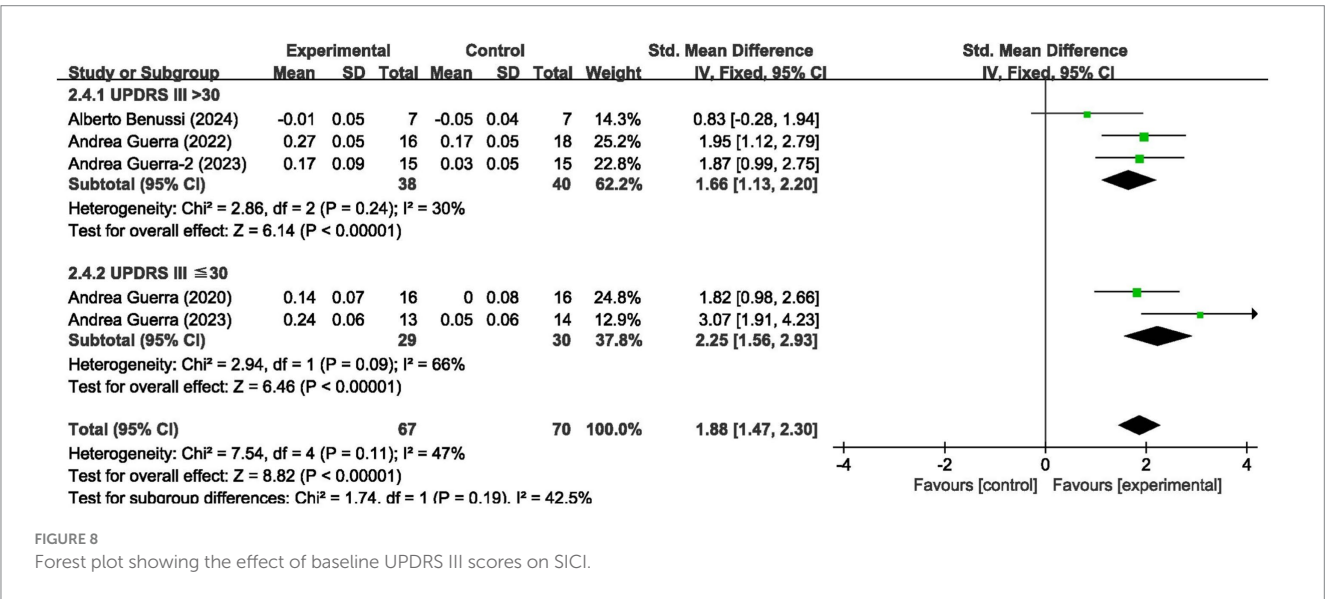 Experimental Control Std. Mean Difference Std. Mean Difference
Study or Subgroup Mean SD Total Mean SD Total Weight IV, Fixed, 95% CI IV, Fixed, 95% CI
2.4.1 UPDRS III >30
Alberto Benussi (2024) -0.01 0.05 7 -0.05 0.04 7 14.3% 0.83 [-0.28, 1.94]
Andrea Guerra (2022) 0.27 0.05 16 0.17 0.05 18 25.2% 1.95 [1.12, 2.79]
Andrea Guerra-2 (2023) 0.17 0.09 15 0.03 0.05 15 22.8% 1.87 [0.99, 2.75]
Subtotal (95% CI) 38 40 62.2% 1.66 [1.13, 2.20]
Heterogeneity: Chi² = 2.86, df = 2 (P = 0.24); I² = 30%
Test for overall effect: Z = 6.14 (P < 0.00001)
2.4.2 UPDRS III ≦30
Andrea Guerra (2020) 0.14 0.07 16 0 0.08 16 24.8% 1.82 [0.98, 2.66]
Andrea Guerra (2023) 0.24 0.06 13 0.05 0.06 14 12.9% 3.07 [1.91, 4.23]
Subtotal (95% CI) 29 30 37.8% 2.25 [1.56, 2.93]
Heterogeneity: Chi² = 2.94, df = 1 (P = 0.09); I² = 66%
Test for overall effect: Z = 6.46 (P < 0.00001)
Total (95% CI) 67 70 100.0% 1.88 [1.47, 2.30]
Heterogeneity: Chi² = 7.54, df = 4 (P = 0.11); I² = 47%
Test for overall effect: Z = 8.82 (P < 0.00001)
Test for subgroup differences: Chi² = 1.74, df = 1 (P = 0.19), I² = 42.5%
-4 -2 0 2 4
Favours [control] Favours [experimental]
FIGURE 8
Forest plot showing the effect of baseline UPDRS III scores on SICI.